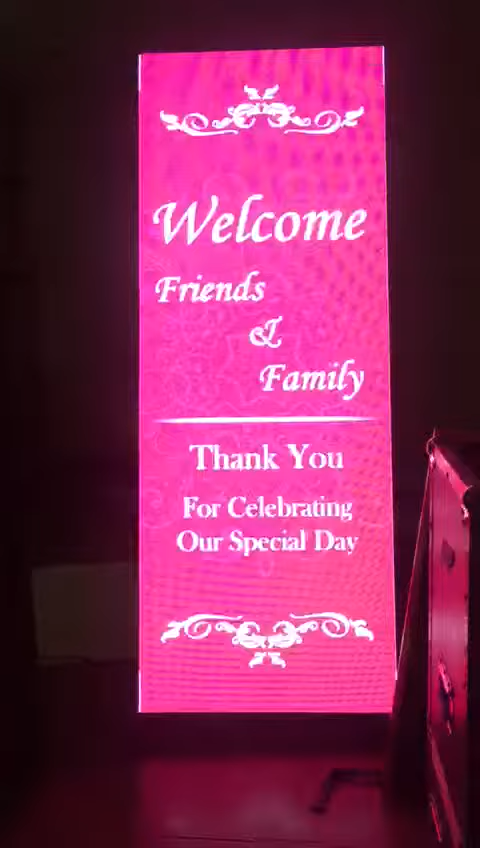 Welcome
Friends
&
Family
Thank You
For Celebrating
Our Special Day